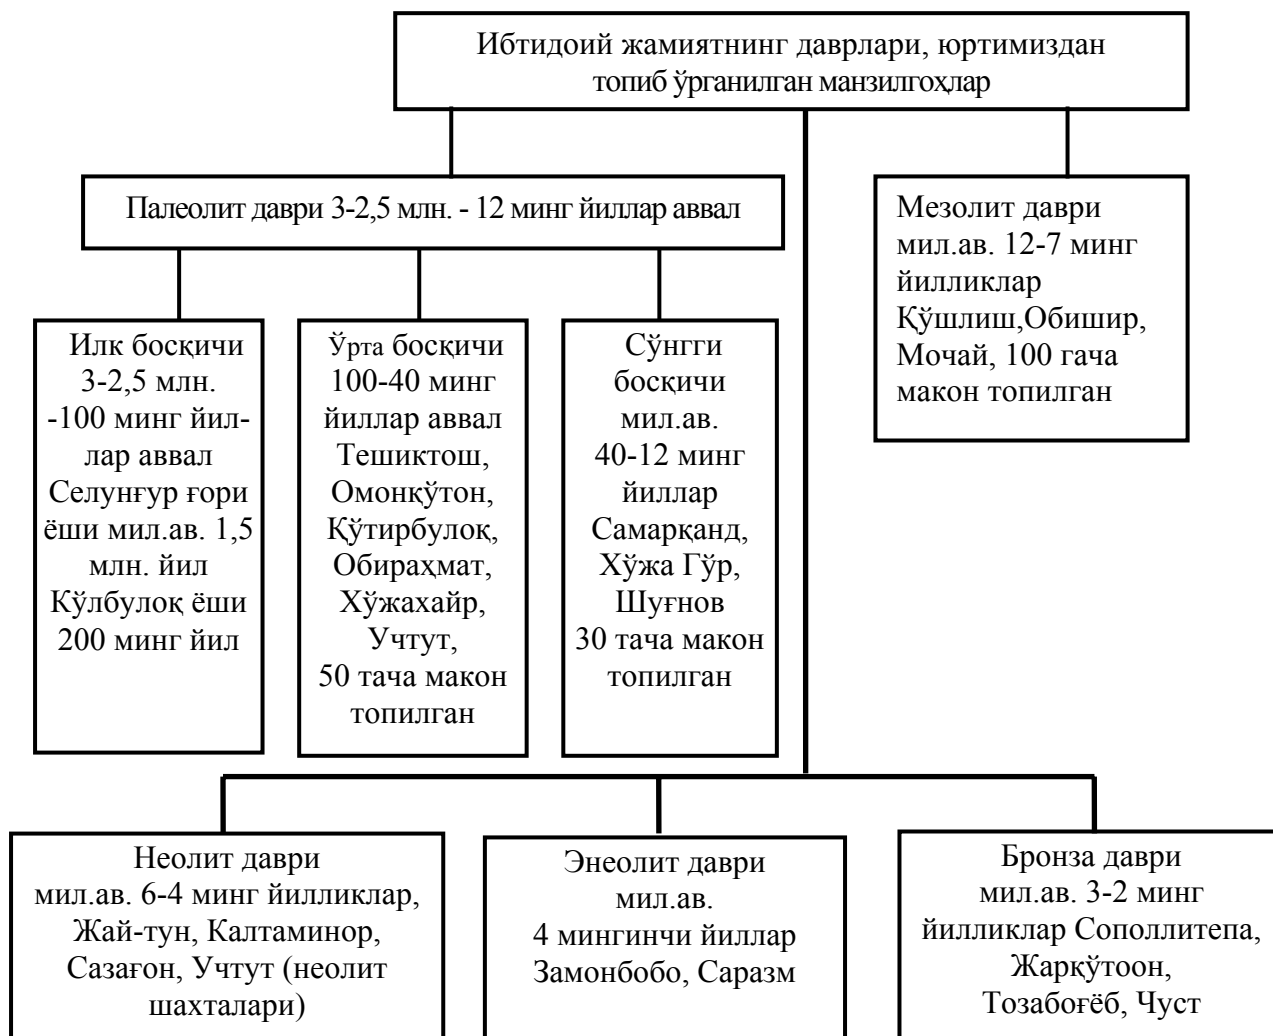 Ибтидоий жамиятнинг даврлари, юртимиздан
топиб ўрганилган манзилгоҳлар
Палеолит даври 3-2,5 млн. - 12 минг йиллар аввал
Мезолит даври
мил.ав. 12-7 минг
йилликлар
Қўшлиш,Обишир,
Мочай, 100 гача
макон топилган
Илк босқичи
3-2,5 млн.
-100 минг йил-
лар аввал
Селунғур ғори
ёши мил.ав. 1,5
млн. йил
Кўлбулоқ ёши
200 минг йил
Ўрта босқичи
100-40 минг
йиллар аввал
Тешиктош,
Омонқўтон,
Қўтирбулоқ,
Обираҳмат,
Хўжахайр,
Учтут,
50 тача макон
топилган
Сўнгги
босқичи
мил.ав.
40-12 минг
йиллар
Самарқанд,
Хўжа Гўр,
Шуғнов
30 тача макон
топилган
Неолит даври
мил.ав. 6-4 минг йилликлар,
Жай-тун, Калтаминор,
Сазағон, Учтут (неолит
шахталари)
Энеолит даври
мил.ав.
4 мингинчи йиллар
Замонбобо, Саразм
Бронза даври
мил.ав. 3-2 минг
йилликлар Сополлитепа,
Жарқўтоон,
Тозабоғёб, Чуст